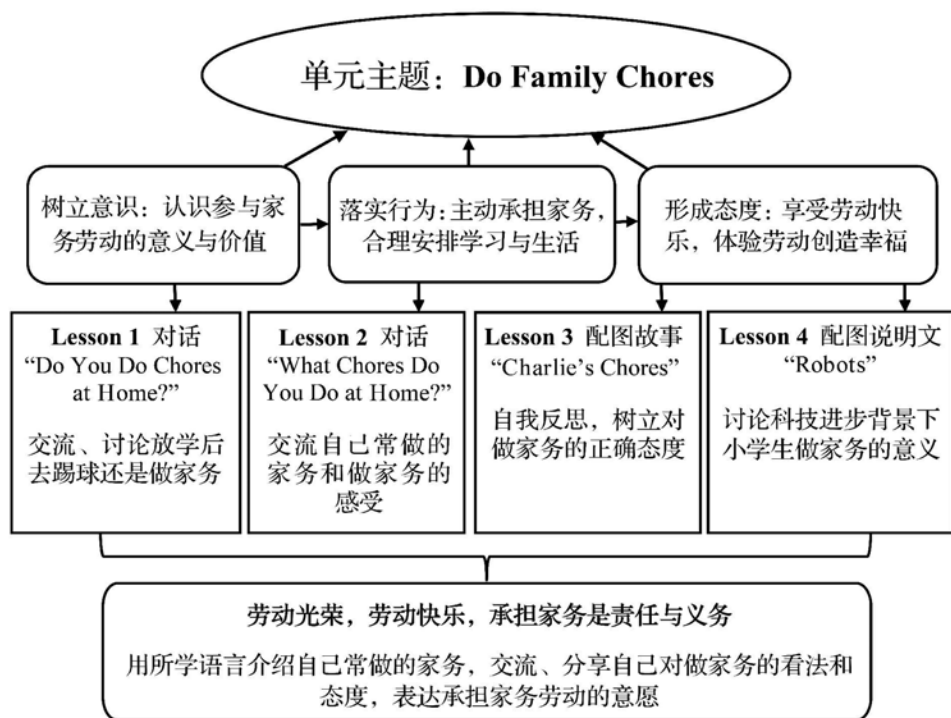 单元主题：Do Family Chores
树立意识：认识参与家
务劳动的意义与价值
落实行为：主动承担家务，
合理安排学习与生活
形成态度：享受劳动快
乐，体验劳动创造幸福
Lesson 1 对话
“Do You Do Chores
at Home?”
交流、讨论放学后
去踢球还是做家务
Lesson 2 对话
“What Chores Do
You Do at Home?”
交流自己常做的
家务和做家务的
感受
Lesson 3 配图故事
“Charlie’s Chores”
自我反思，树立对
做家务的正确态度
Lesson 4 配图说明文
“Robots”
讨论科技进步背景下
小学生做家务的意义
劳动光荣，劳动快乐，承担家务是责任与义务
用所学语言介绍自己常做的家务，交流、分享自己对做家务的看法和
态度，表达承担家务劳动的意愿